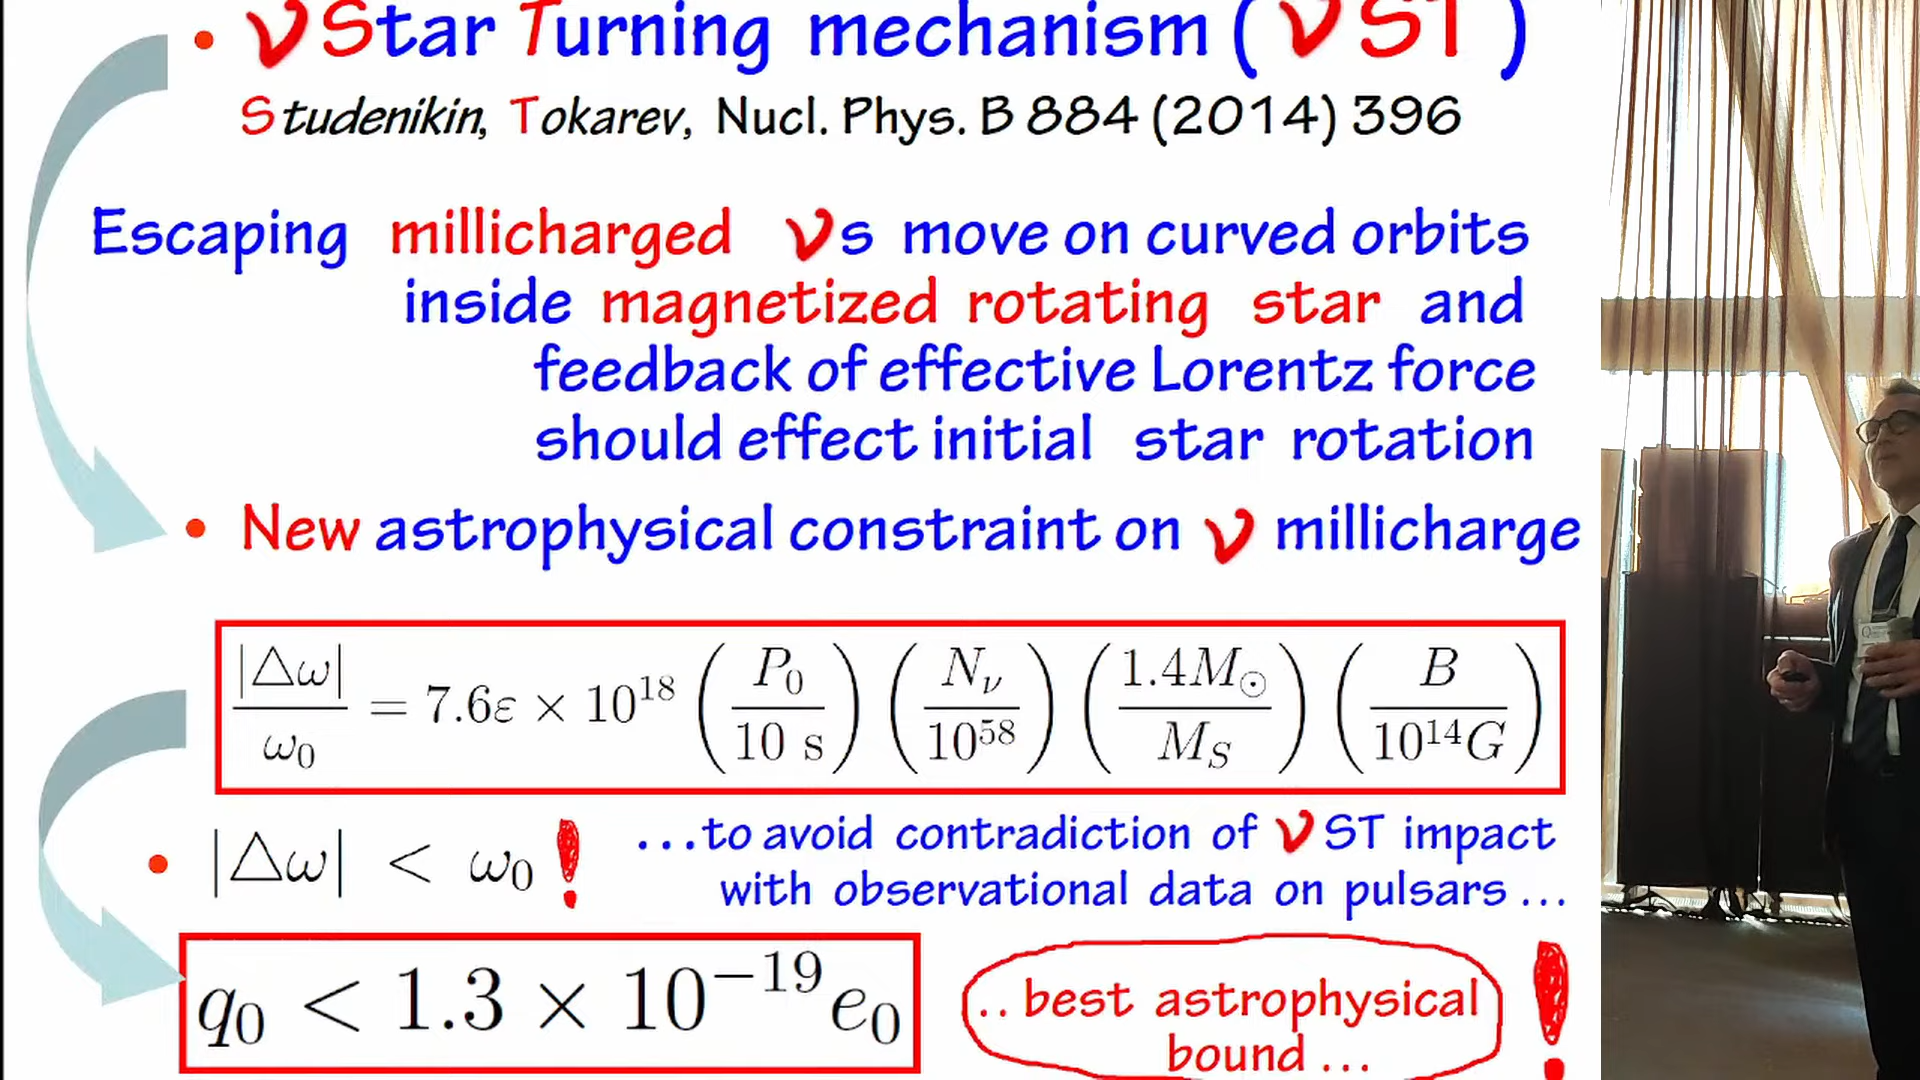 • ν Star Turning mechanism (ν ST)
Studenikin, Tokarev, Nucl. Phys. B 884 (2014) 396
Escaping millicharged νs move on curved orbits
inside magnetized rotating star and
feedback of effective Lorentz force
should effect initial star rotation
• New astrophysical constraint on ν millicharge
|△ω|/ω₀ = 7.6ε × 10¹⁸ (P₀/10 s) (N_ν/10⁵⁸) (1.4M_⊙/M_S) (B/10¹⁴G)
• |△ω| < ω₀ !
...to avoid contradiction of ν ST impact
with observational data on pulsars ...
q₀ < 1.3 × 10⁻¹⁹ e₀
.. best astrophysical
bound ... !